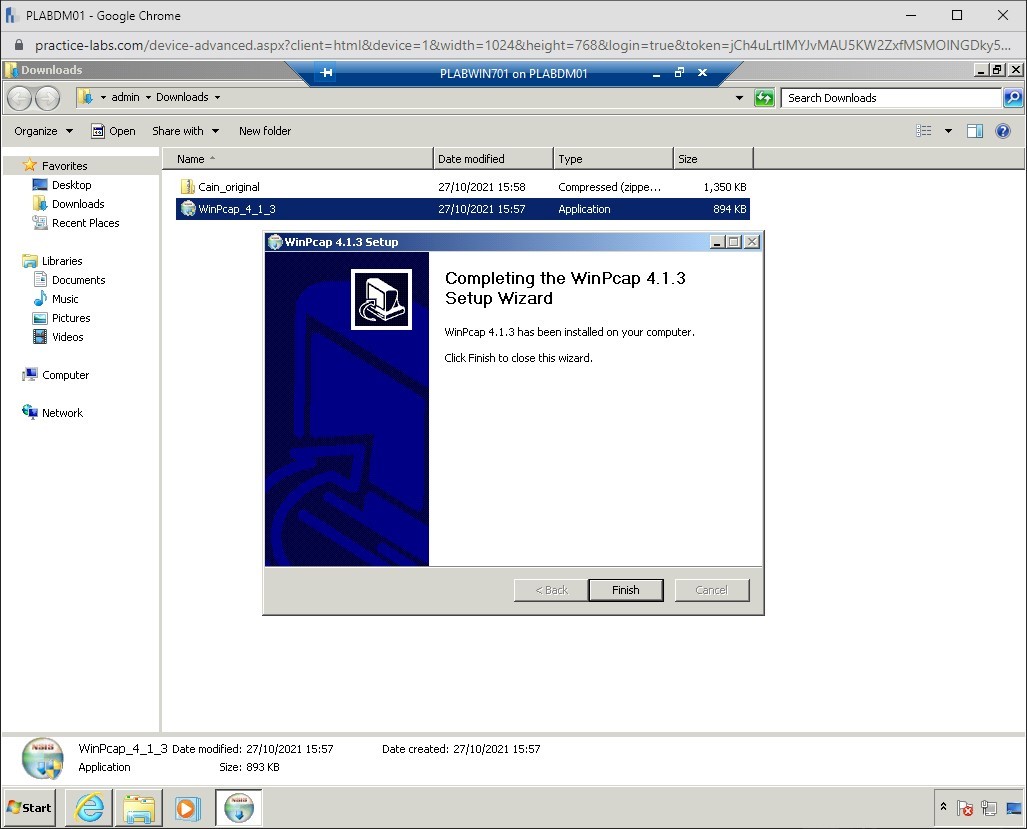 PLABDM01 - Google Chrome
practice-labs.com/device-advanced.aspx?client=html&device=1&width=1024&height=768&login=true&token=jCh4uLrtIMYJvMAU5KW2ZxfMSMOINGDky5...
Downloads
PLABWIN701 on PLABDM01
admin Downloads
Search Downloads
Organize Open Share with New folder
Name Date modified Type Size
Favorites
Desktop
Downloads
Recent Places
Libraries
Documents
Music
Pictures
Videos
Computer
Network
Cain_original 27/10/2021 15:58 Compressed (zippe... 1,350 KB
WinPcap_4_1_3 27/10/2021 15:57 Application 894 KB
WinPcap 4.1.3 Setup
Completing the WinPcap 4.1.3
Setup Wizard
WinPcap 4.1.3 has been installed on your computer.
Click Finish to close this wizard.
< Back Finish Cancel
WinPcap_4_1_3 Date modified: 27/10/2021 15:57 Date created: 27/10/2021 15:57
Application Size: 893 KB
Start